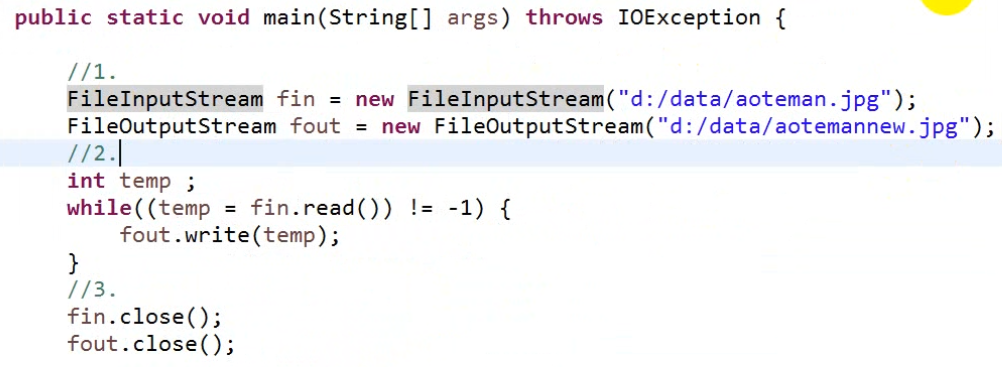 public static void main(String[] args) throws IOException {
//1.
FileInputStream fin = new FileInputStream("d:/data/aoteman.jpg");
FileOutputStream fout = new FileOutputStream("d:/data/aotemannew.jpg");
//2.
int temp ;
while((temp = fin.read()) != -1) {
fout.write(temp);
}
//3.
fin.close();
fout.close();